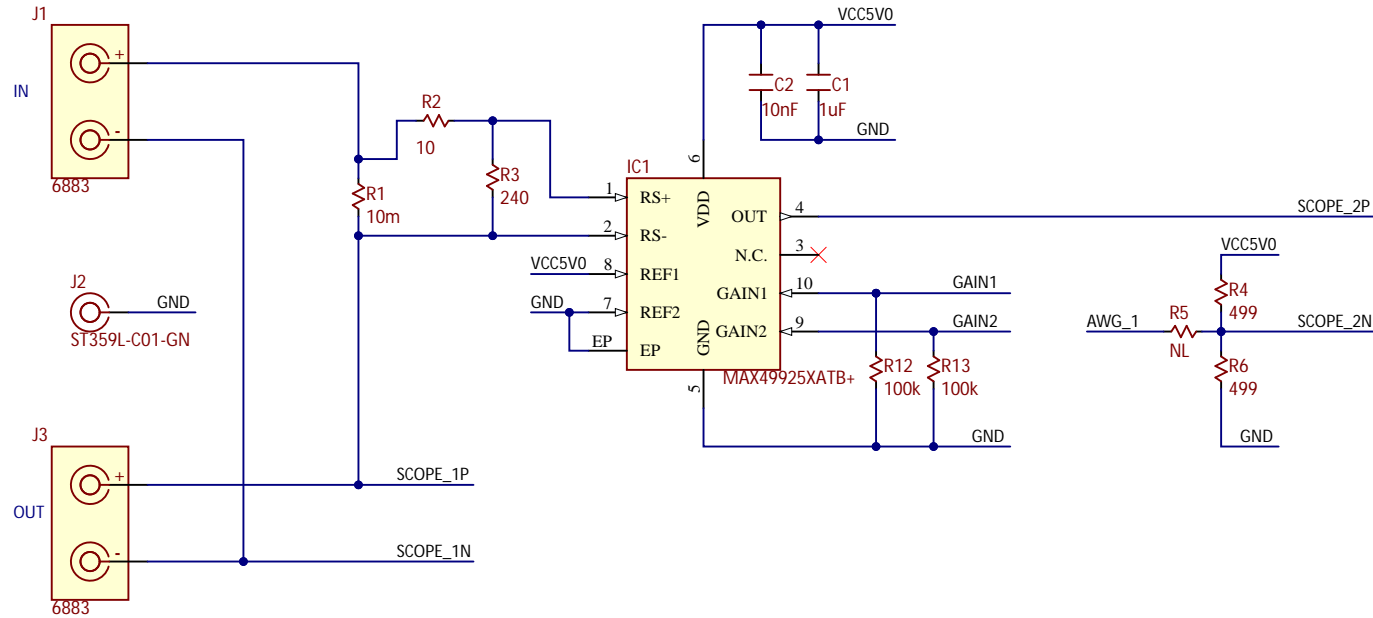 J1
+
IN
-
6883
R2
10
R1
10m
R3
240
J2
GND
ST359L-C01-GN
J3
+
OUT
-
6883
SCOPE_1P
SCOPE_1N
VCC5V0
C2
10nF
C1
1uF
GND
IC1
6
VDD
1
RS+
2
RS-
VCC5V0
8
REF1
GND
7
REF2
EP
EP
OUT
4
SCOPE_2P
N.C.
3
GAIN1
10
GAIN1
GAIN2
9
GAIN2
GND
5
MAX49925XATB+
R12
100k
R13
100k
GND
VCC5V0
R4
499
AWG_1
R5
NL
SCOPE_2N
R6
499
GND